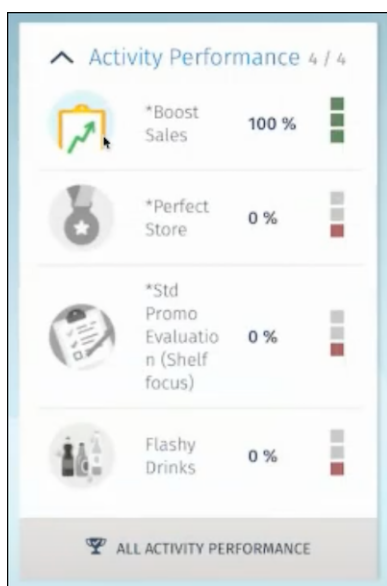 Activity Performance 4 / 4
*Boost
Sales
100 %
*Perfect
Store
0 %
*Std
Promo
Evaluatio
n (Shelf
focus)
0 %
Flashy
Drinks
0 %
ALL ACTIVITY PERFORMANCE